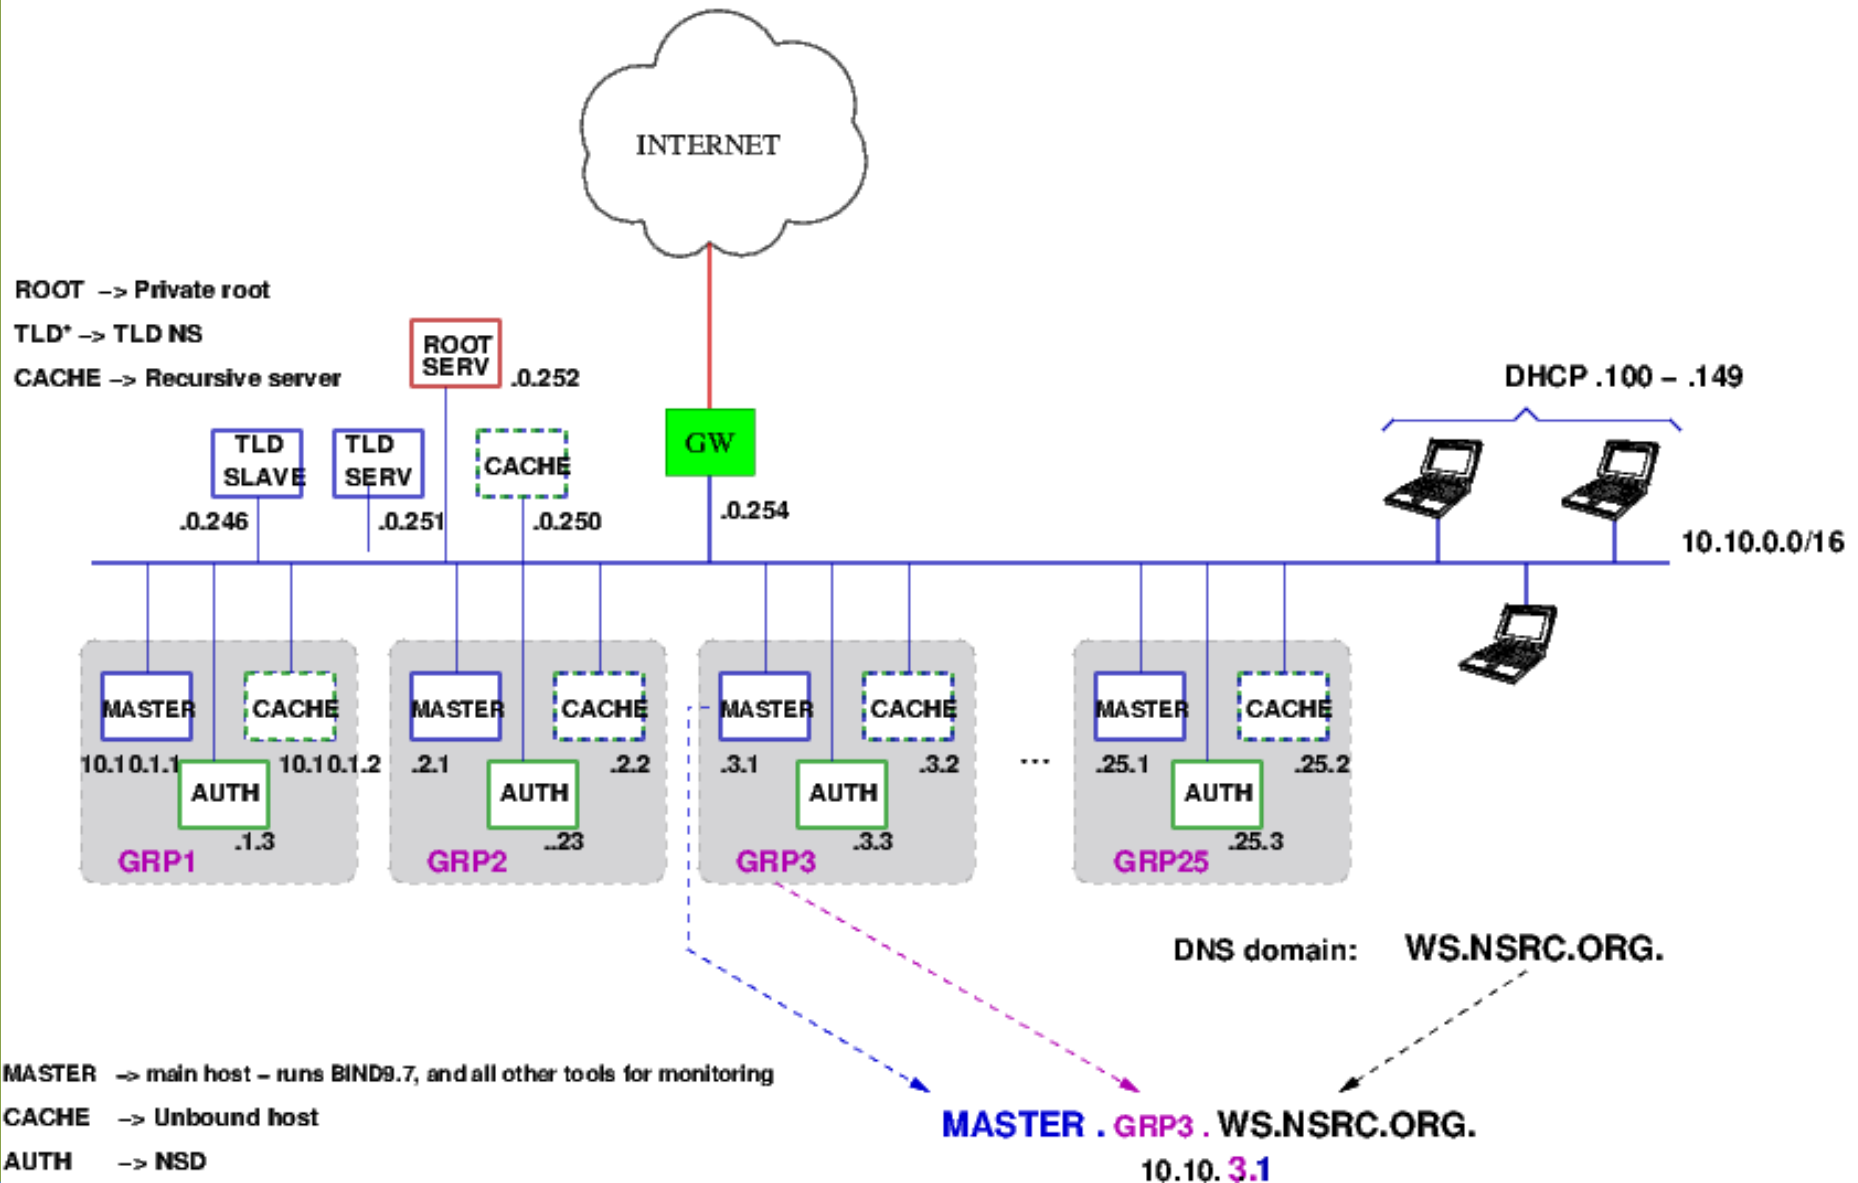 INTERNET
ROOT –> Private root
TLD* –> TLD NS
CACHE –> Recursive server
ROOT
SERV
.0.252
DHCP .100 – .149
TLD
SLAVE
TLD
SERV
CACHE
GW
.0.246
.0.251
.0.250
.0.254
10.10.0.0/16
MASTER
CACHE
MASTER
CACHE
MASTER
CACHE
MASTER
CACHE
10.10.1.1
10.10.1.2
.2.1
.2.2
.3.1
.3.2
...
.25.1
.25.2
AUTH
AUTH
AUTH
AUTH
.1.3
..23
.3.3
.25.3
GRP1
GRP2
GRP3
GRP25
DNS domain: WS.NSRC.ORG.
MASTER –> main host – runs BIND9.7, and all other tools for monitoring
CACHE –> Unbound host
AUTH –> NSD
MASTER . GRP3 . WS.NSRC.ORG.
10.10. 3.1